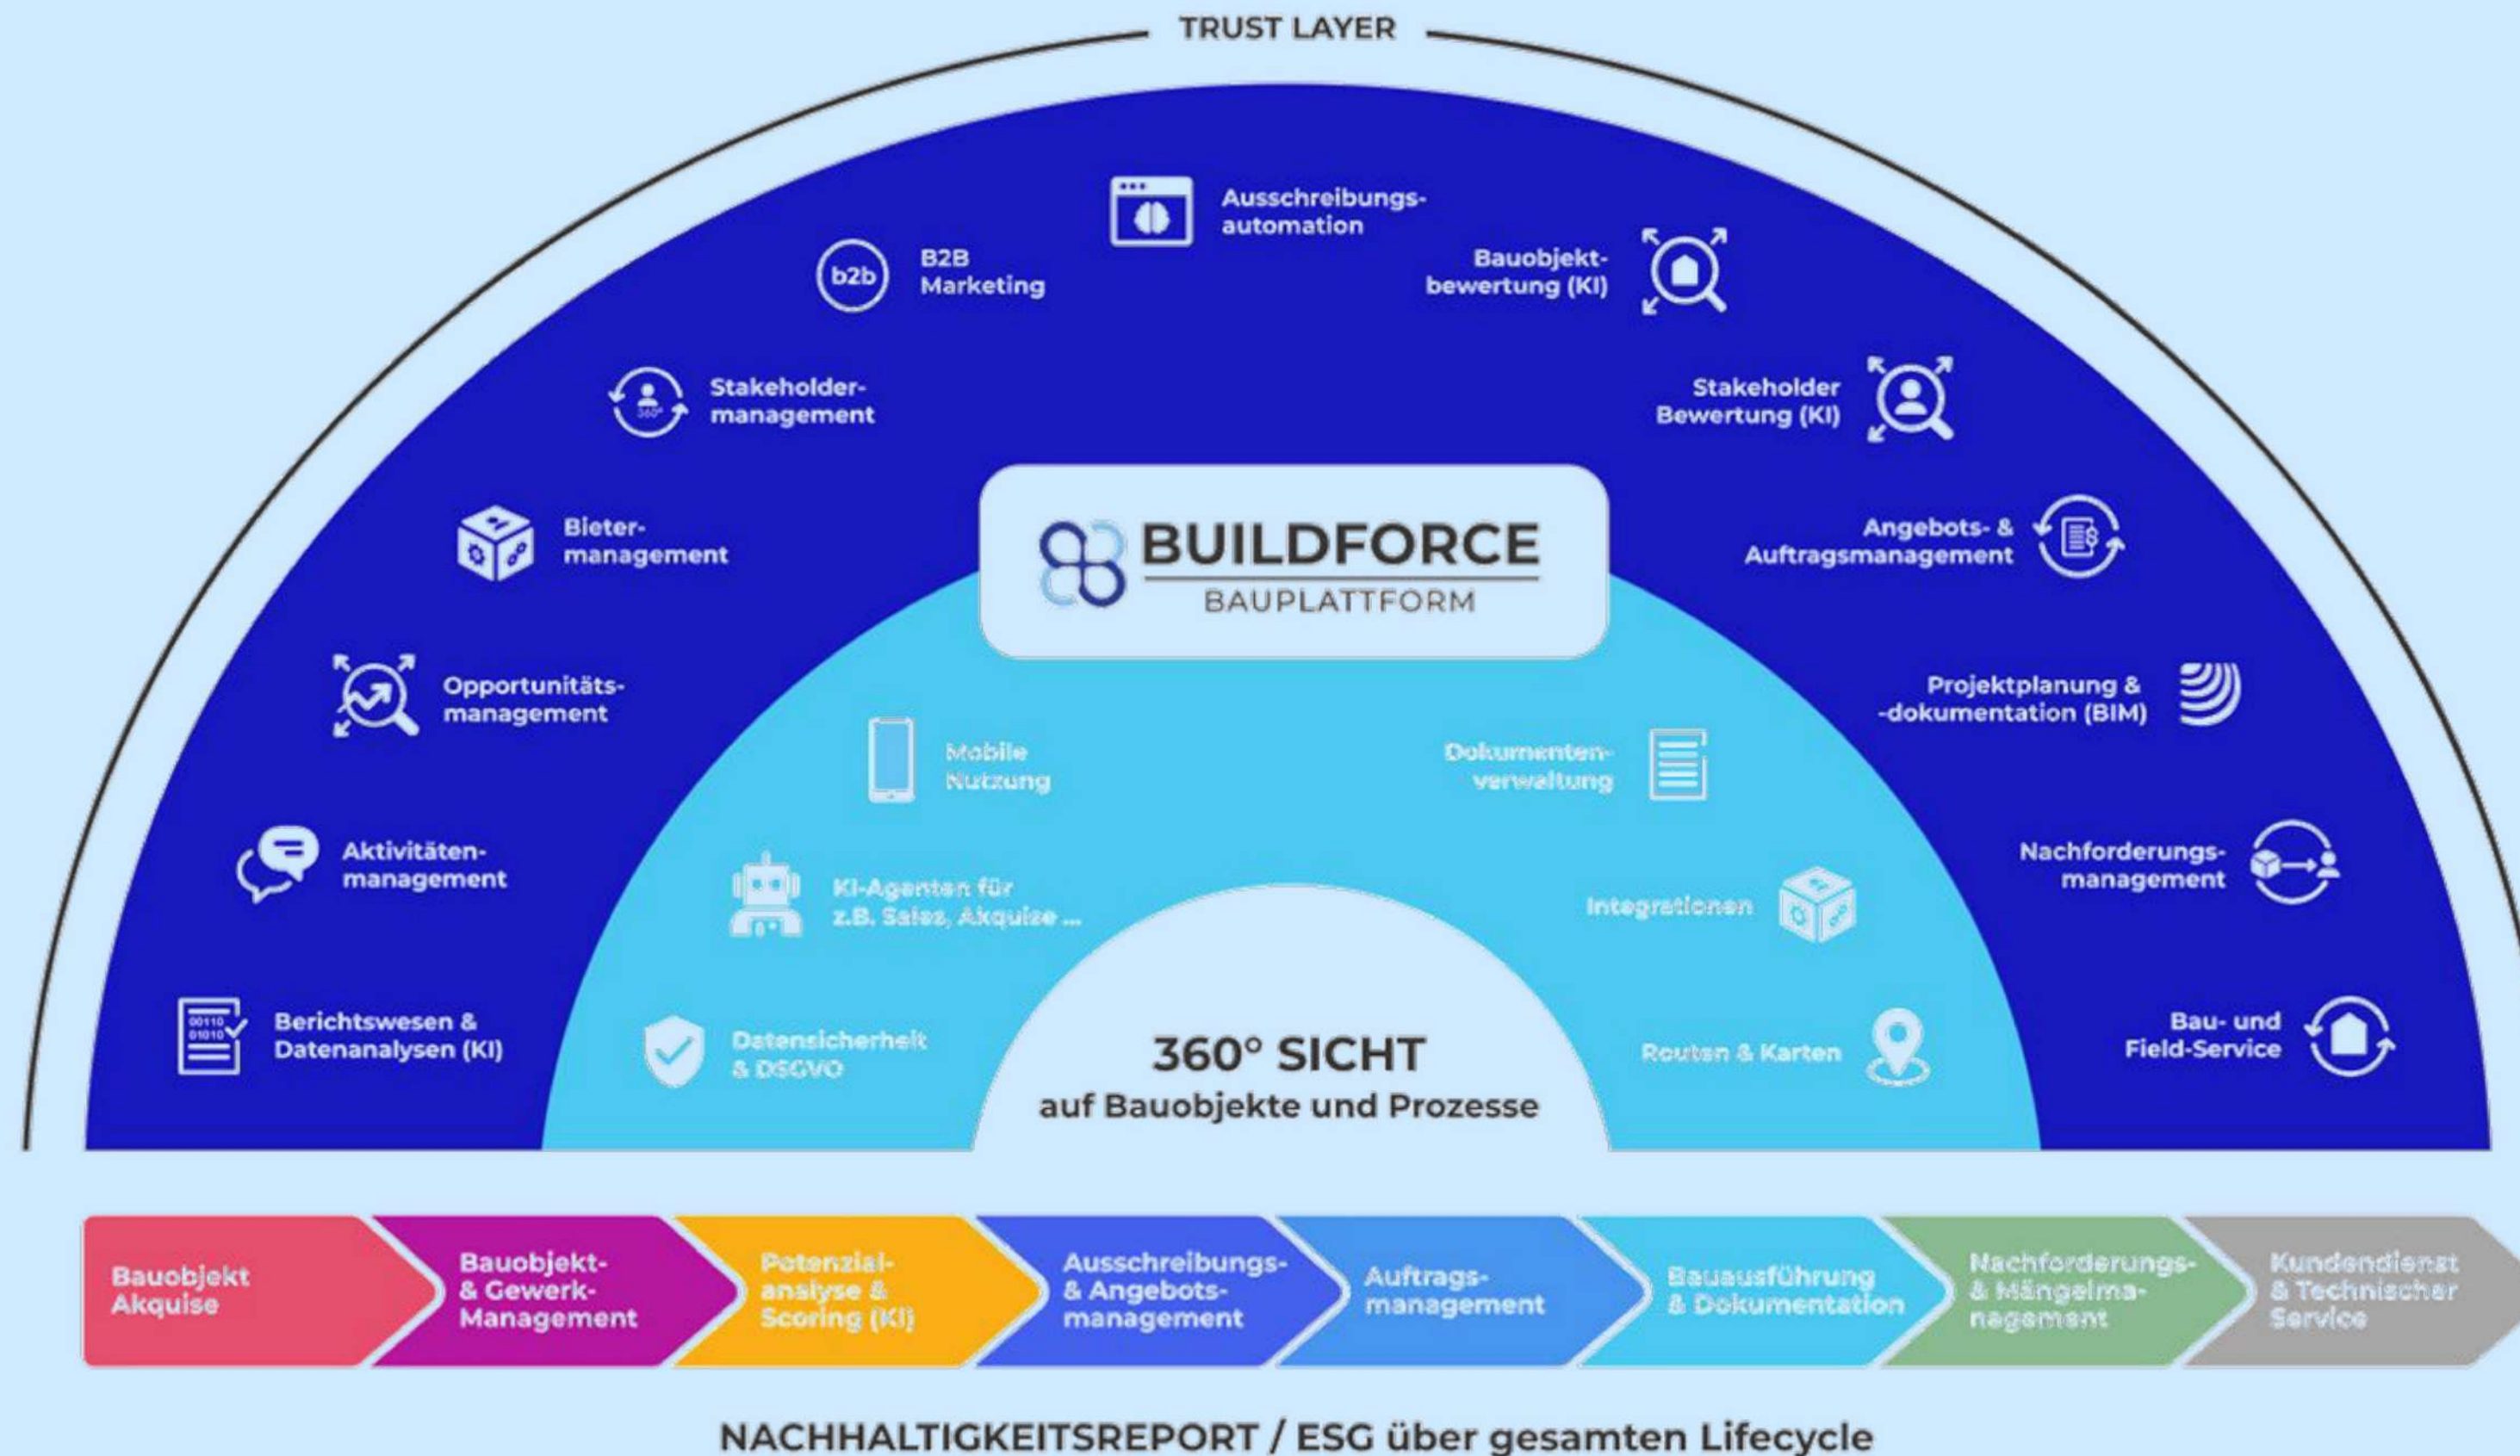 TRUST LAYER
Ausschreibungs-
automation
b2b
B2B
Marketing
Bauobjekt-
bewertung (KI)
360°
Stakeholder-
management
Stakeholder
Bewertung (KI)
Bieter-
management
BUILDFORCE
BAUPLATTFORM
Angebots- &
Auftragsmanagement
Opportunitäts-
management
Projektplanung &
-dokumentation (BIM)
Mobile
Nutzung
Dokumenten-
verwaltung
Aktivitäten-
management
KI-Agenten für
z.B. Sales, Akquise ...
Integrationen
Nachforderungs-
management
00110
01010
Berichtswesen &
Datenanalysen (KI)
Datensicherheit
& DSGVO
360° SICHT
auf Bauobjekte und Prozesse
Routen & Karten
Bau- und
Field-Service
Bauobjekt
Akquise
Bauobjekt-
& Gewerk-
Management
Potenzial-
analyse &
Scoring (KI)
Ausschreibungs-
& Angebots-
management
Auftrags-
management
Bauausführung
& Dokumentation
Nachforderungs-
& Mängelma-
nagement
Kundendienst
& Technischer
Service
NACHHALTIGKEITSREPORT / ESG über gesamten Lifecycle